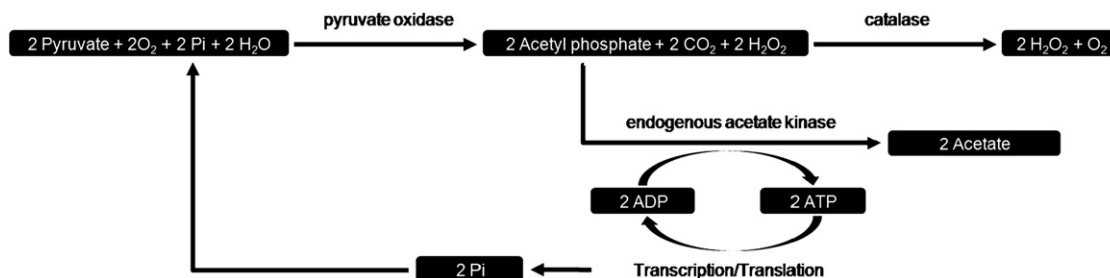 pyruvate oxidase
catalase
2 Pyruvate + 2O₂ + 2 Pi + 2 H₂O
2 Acetyl phosphate + 2 CO₂ + 2 H₂O₂
2 H₂O₂ + O₂
endogenous acetate kinase
2 Acetate
2 ADP
2 ATP
2 Pi
Transcription/Translation